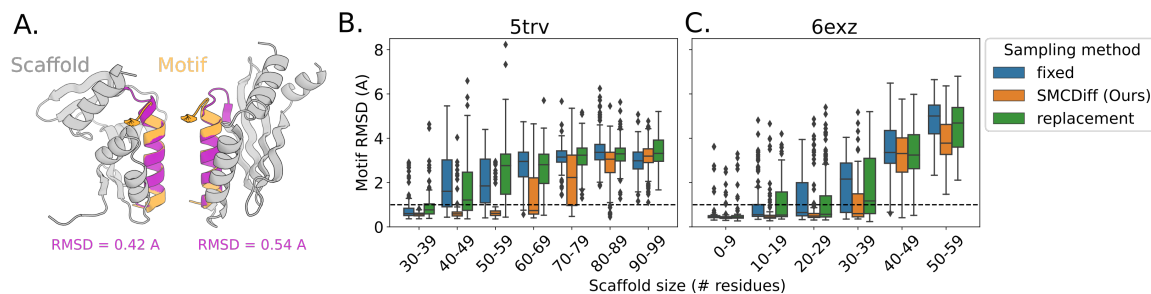 A.
Scaffold
Motif
RMSD = 0.42 A
RMSD = 0.54 A
B.
5trv
Motif RMSD (A)
8
6
4
2
0
30-39
40-49
50-59
60-69
70-79
80-89
90-99
C.
6exz
0-9
10-19
20-29
30-39
40-49
50-59
Scaffold size (# residues)
Sampling method
fixed
SMCDiff (Ours)
replacement